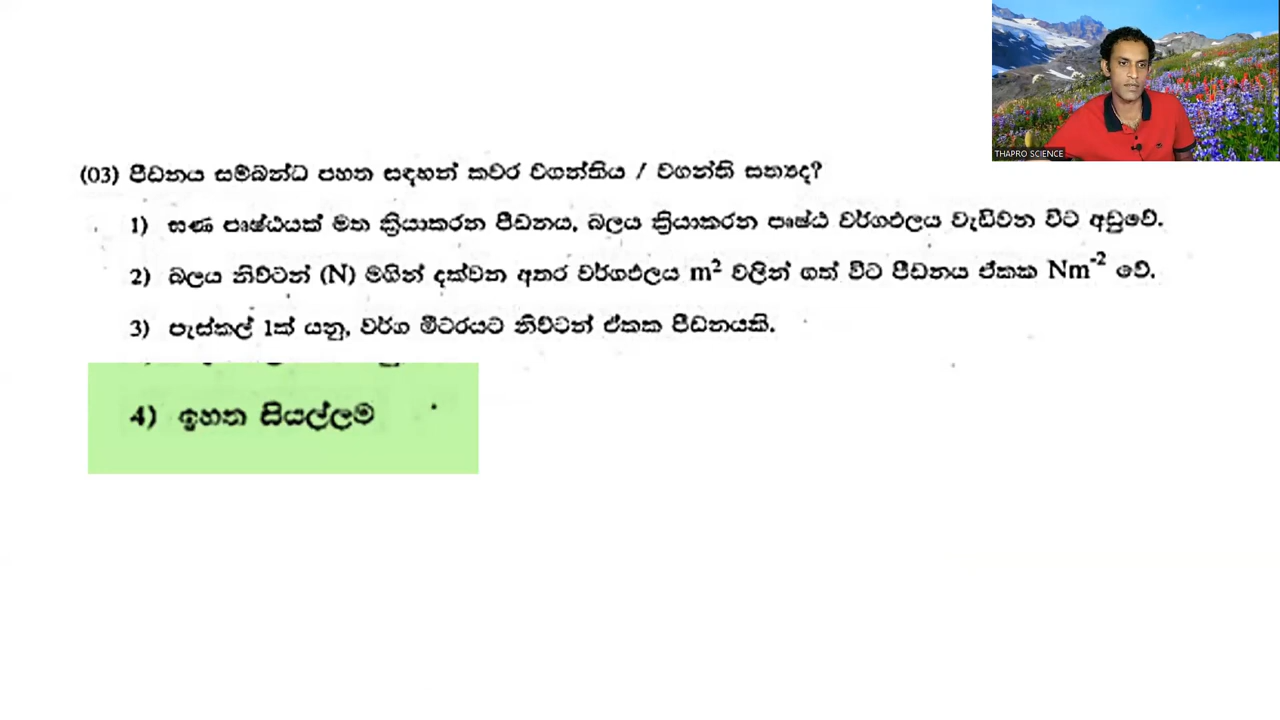 THAPRO SCIENCE
(03) පීඩනය සම්බන්ධ පහත සඳහන් කවර වගන්තිය / වගන්ති සත්‍යද?
1) ඝණ පෘෂ්ඨයක් මත ක්‍රියාකරන පීඩනය, බලය ක්‍රියාකරන පෘෂ්ඨ වර්ගඵලය වැඩිවන විට අඩුවේ.
2) බලය නිව්ටන් (N) මගින් දක්වන අතර වර්ගඵලය m² වලින් ගත් විට පීඩනය ඒකක Nm⁻² වේ.
3) පැස්කල් 1ක් යනු, වර්ග මීටරයට නිව්ටන් ඒකක පීඩනයකි.
4) ඉහත සියල්ලම